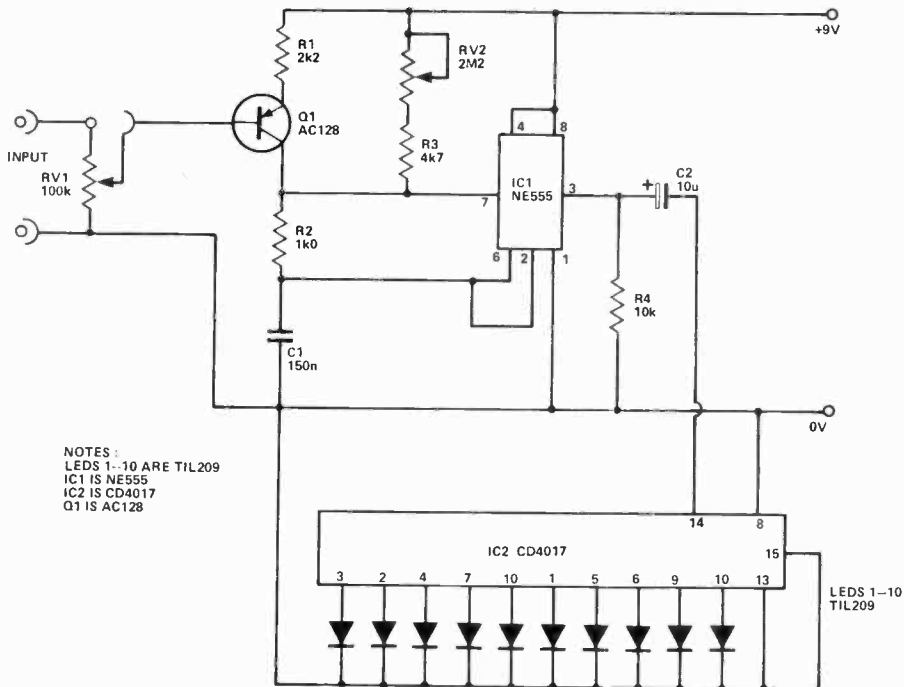 +9V
R1
2k2
RV2
2M2
Q1
AC128
4
8
C2
10u
+
INPUT
RV1
100k
R3
4k7
IC1
NE555
7
3
R2
1k0
6
2
1
R4
10k
C1
150n
0V
NOTES :
LEDS 1--10 ARE TIL209
IC1 IS NE555
IC2 IS CD4017
Q1 IS AC128
14
8
IC2 CD4017
15
3 2 4 7 10 1 5 6 9 10 13
LEDS 1–10
TIL209